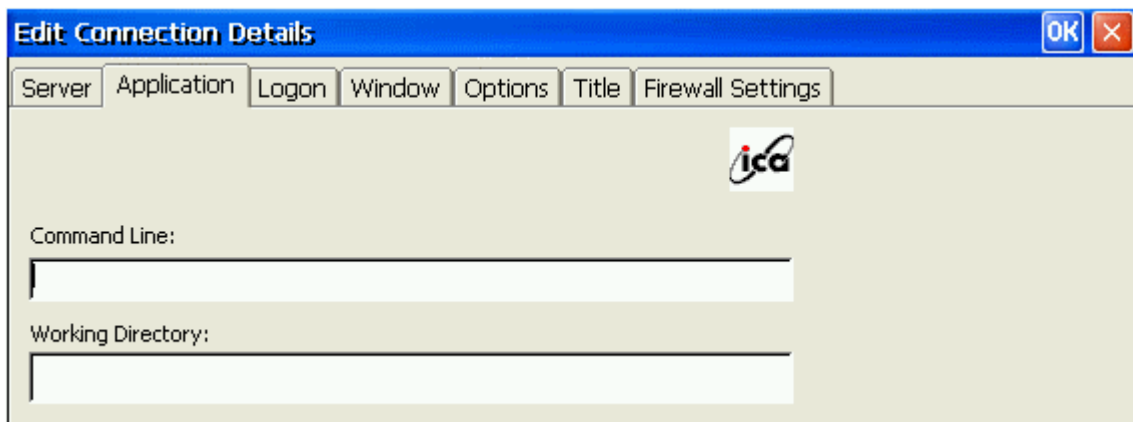 Edit Connection Details OK
Server Application Logon Window Options Title Firewall Settings
ica
Command Line:
Working Directory: